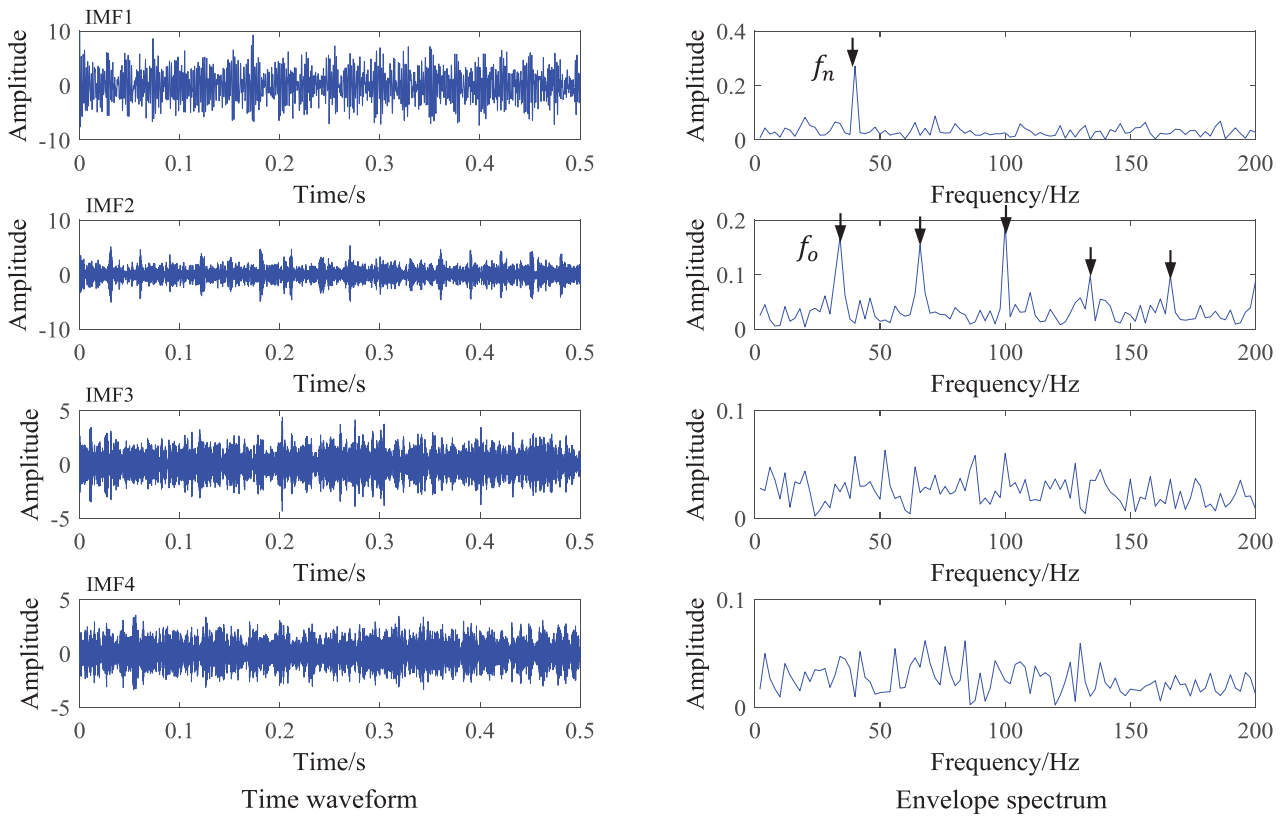 IMF1
10
0
-10
Amplitude
0 0.1 0.2 0.3 0.4 0.5
Time/s
0.4
0.2
0
Amplitude
fn
0 50 100 150 200
Frequency/Hz
IMF2
10
0
-10
Amplitude
0 0.1 0.2 0.3 0.4 0.5
Time/s
0.2
0.1
0
Amplitude
fo
0 50 100 150 200
Frequency/Hz
IMF3
5
0
-5
Amplitude
0 0.1 0.2 0.3 0.4 0.5
Time/s
0.1
0
Amplitude
0 50 100 150 200
Frequency/Hz
IMF4
5
0
-5
Amplitude
0 0.1 0.2 0.3 0.4 0.5
Time/s
0.1
0
Amplitude
0 50 100 150 200
Frequency/Hz
Time waveform
Envelope spectrum